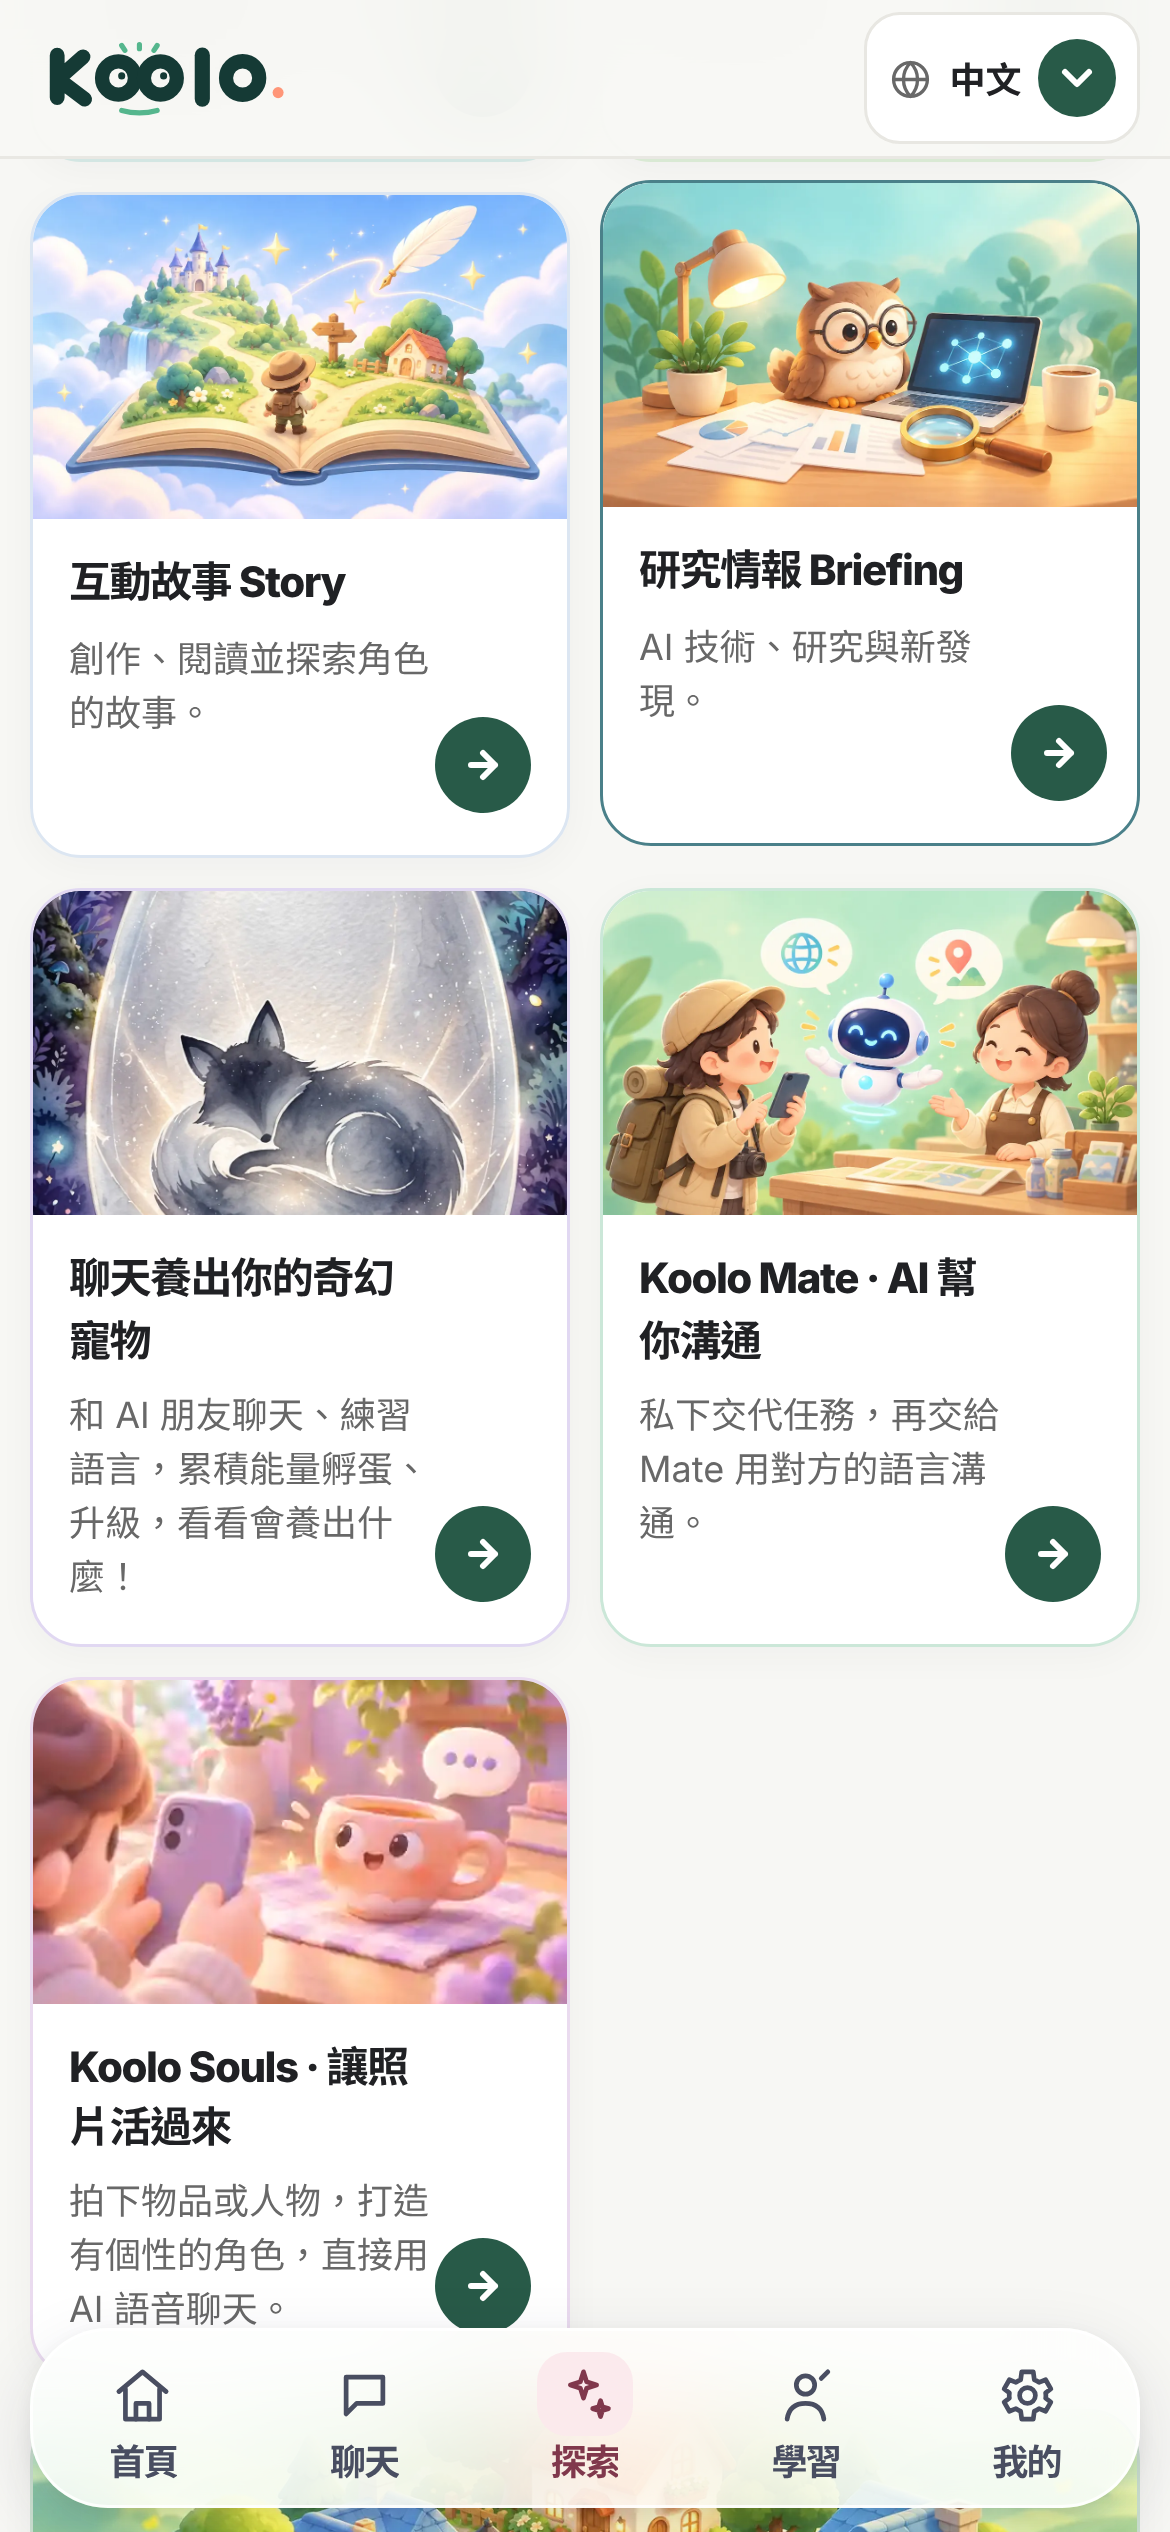 Koolo.
中文
互動故事 Story
創作、閱讀並探索角色
的故事。
研究情報 Briefing
AI 技術、研究與新發
現。
聊天養出你的奇幻
寵物
和 AI 朋友聊天、練習
語言，累積能量孵蛋、
升級，看看會養出什
麼！
Koolo Mate · AI 幫
你溝通
私下交代任務，再交給
Mate 用對方的語言溝
通。
Koolo Souls · 讓照
片活過來
拍下物品或人物，打造
有個性的角色，直接用
AI 語音聊天。
首頁
聊天
探索
學習
我的